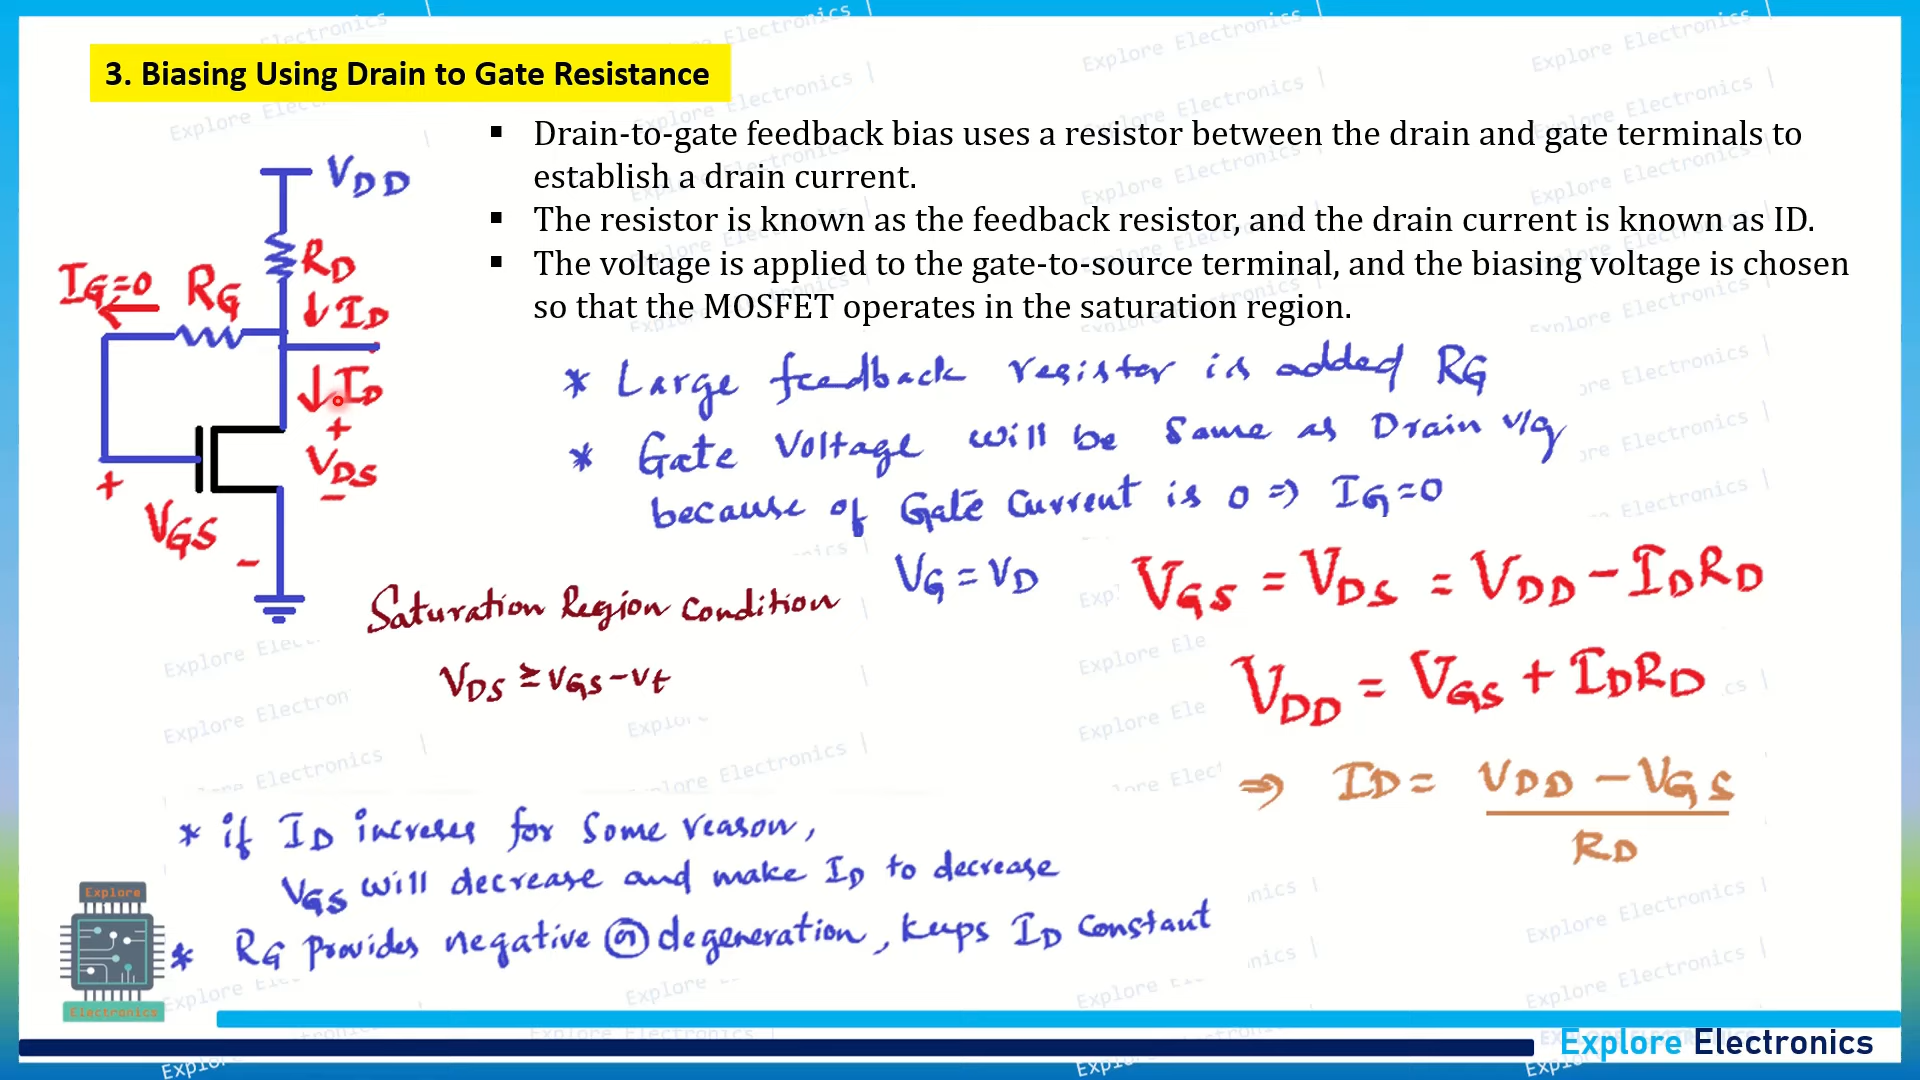 3. Biasing Using Drain to Gate Resistance
▪ Drain-to-gate feedback bias uses a resistor between the drain and gate terminals to
establish a drain current.
▪ The resistor is known as the feedback resistor, and the drain current is known as ID.
▪ The voltage is applied to the gate-to-source terminal, and the biasing voltage is chosen
so that the MOSFET operates in the saturation region.
VDD
RD
IG=0
RG
↓ ID
↓ ID
+
VDS
-
+
VGS
-
* Large feedback resistor is added RG
* Gate Voltage will be same as Drain v/g
because of Gate Current is 0 ⇒ IG=0
VG = VD
VGS = VDS = VDD - IDRD
Saturation Region Condition
VDS ≥ VGS - Vt
VDD = VGS + IDRD
⇒ ID = VDD - VGS
RD
* if ID increses for some reason,
VGS will decrease and make ID to decrease
* RG provides negative or degeneration, keeps ID constant
Explore
Electronics
Explore Electronics